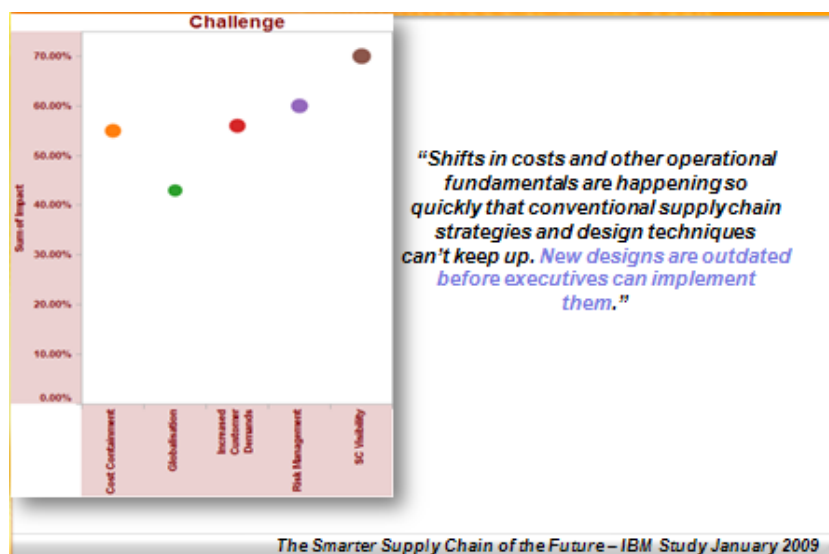 Challenge
70.00%
60.00%
50.00%
40.00%
30.00%
20.00%
10.00%
0.00%
Sum of Impact
Cost Containment
Globalisation
Increased
Customer
Demands
Risk Management
SC Visibility
“Shifts in costs and other operational
fundamentals are happening so
quickly that conventional supply chain
strategies and design techniques
can’t keep up. New designs are outdated
before executives can implement
them.”
The Smarter Supply Chain of the Future – IBM Study January 2009